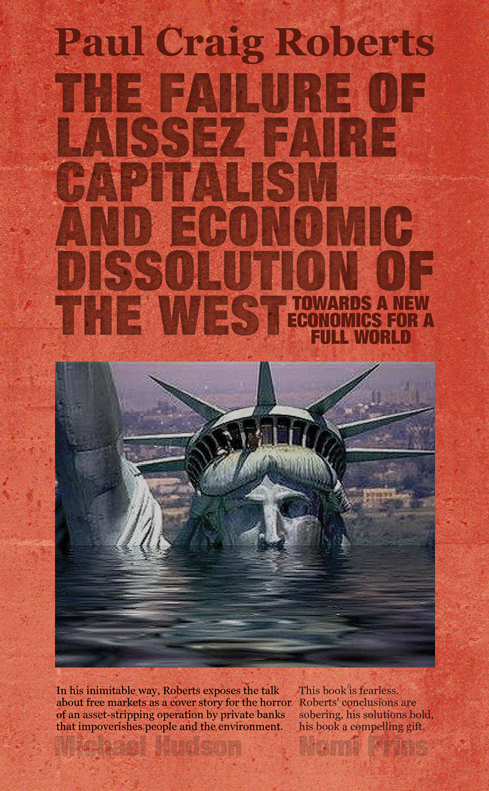 Paul Craig Roberts
THE FAILURE OF
LAISSEZ FAIRE
CAPITALISM
AND ECONOMIC
DISSOLUTION OF
THE WEST
TOWARDS A NEW
ECONOMICS FOR A
FULL WORLD
In his inimitable way, Roberts exposes the talk
about free markets as a cover story for the horror
of an asset-stripping operation by private banks
that impoverishes people and the environment.
Michael Hudson
This book is fearless.
Roberts' conclusions are
sobering, his solutions bold,
his book a compelling gift.
Nomi Prins